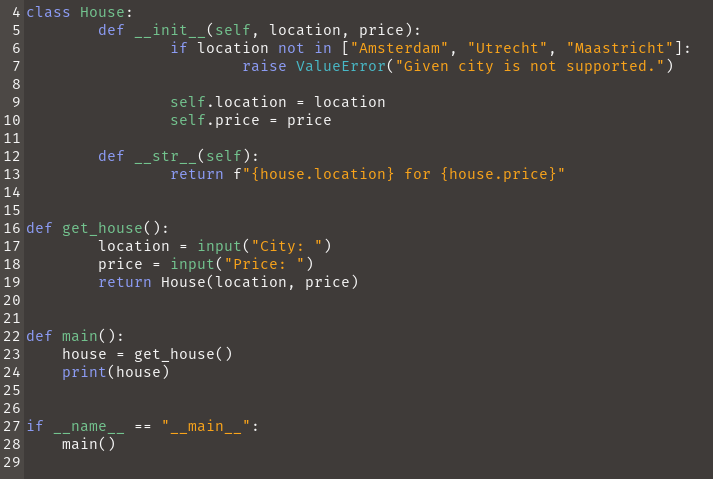 4 class House:
5         def __init__(self, location, price):
6                 if location not in ["Amsterdam", "Utrecht", "Maastricht"]:
7                         raise ValueError("Given city is not supported.")
8
9                 self.location = location
10                 self.price = price
11
12         def __str__(self):
13                 return f"{house.location} for {house.price}"
14
15
16 def get_house():
17         location = input("City: ")
18         price = input("Price: ")
19         return House(location, price)
20
21
22 def main():
23     house = get_house()
24     print(house)
25
26
27 if __name__ == "__main__":
28     main()
29